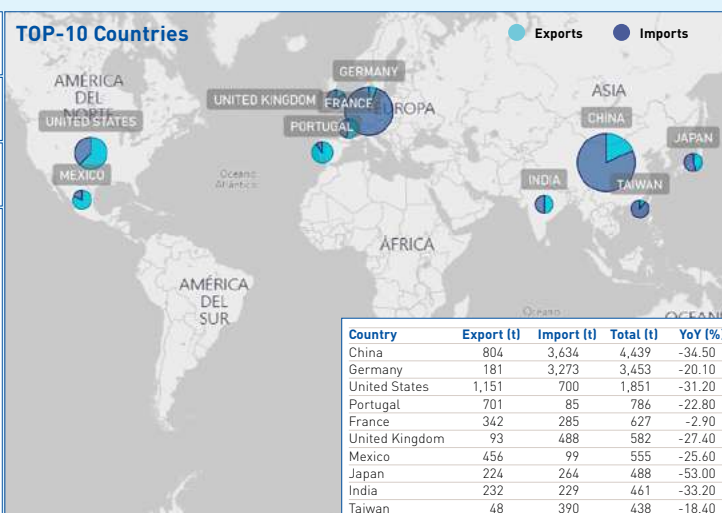 TOP-10 Countries
Exports Imports
GERMANY
AMÉRICA
DEL
NORTE
ASIA
UNITED KINGDOM FRANCE EUROPA
UNITED STATES
CHINA
PORTUGAL
JAPAN
MEXICO
Oceano
Atlántico
INDIA
TAIWAN
ÁFRICA
AMÉRICA
DEL
SUR
Country Export (t) Import (t) Total (t) YoY (%
China 804 3,634 4,439 -34.50
Germany 181 3,273 3,453 -20.10
United States 1,151 700 1,851 -31.20
Portugal 701 85 786 -22.80
France 342 285 627 -2.90
United Kingdom 93 488 582 -27.40
Mexico 456 99 555 -25.60
Japan 224 264 488 -53.00
India 232 229 461 -33.20
Taiwan 48 390 438 -18.40